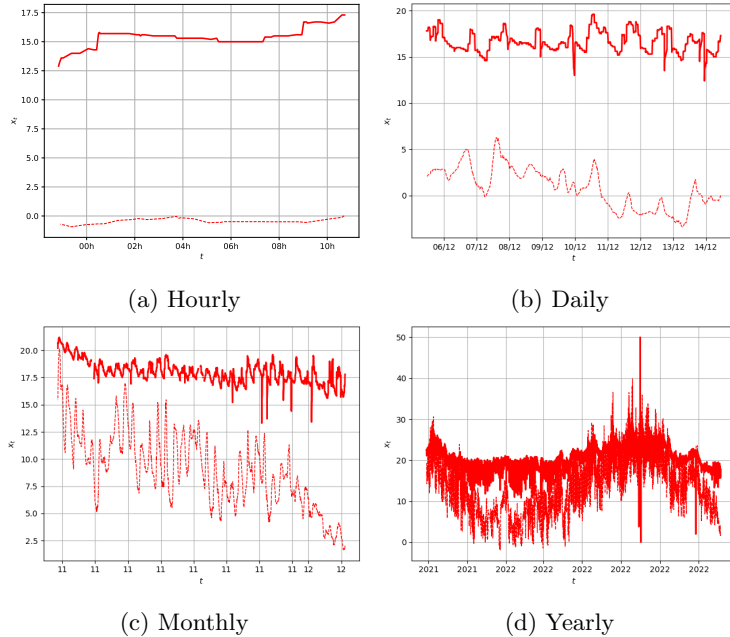 17.5
15.0
12.5
10.0
7.5
5.0
2.5
0.0
x_t
00h 02h 04h 06h 08h 10h
t
(a) Hourly
20
15
10
5
0
x_t
06/12 07/12 08/12 09/12 10/12 11/12 12/12 13/12 14/12
t
(b) Daily
20.0
17.5
15.0
12.5
10.0
7.5
5.0
2.5
x_t
11 11 11 11 11 11 11 12 12
t
(c) Monthly
50
40
30
20
10
0
x_t
2021 2021 2022 2022 2022 2022 2022 2022
t
(d) Yearly